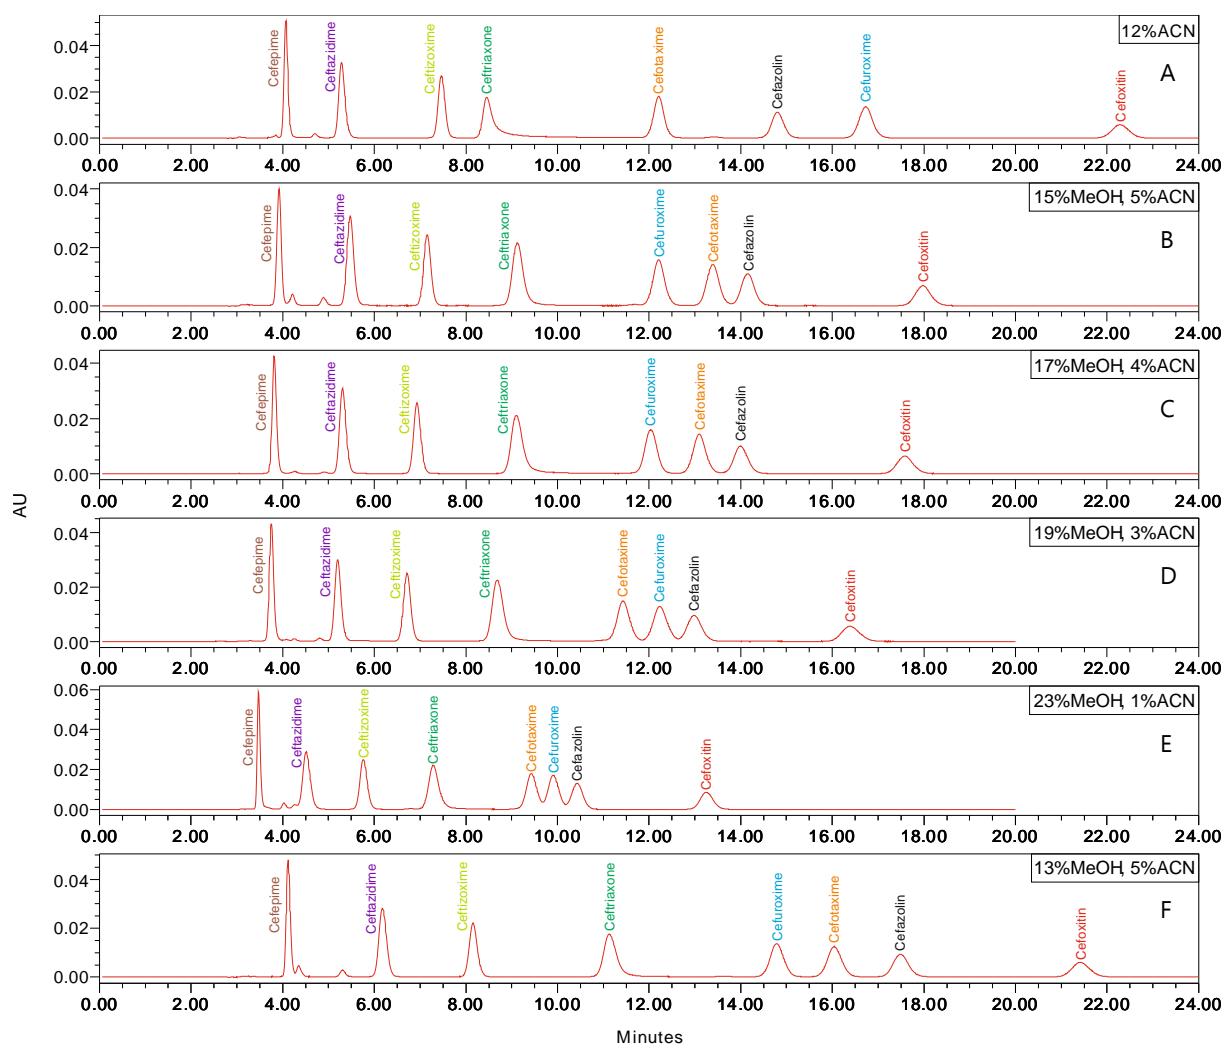 12%ACN
A
Cefepime
Ceftazidime
Ceftizoxime
Ceftriaxone
Cefotaxime
Cefazolin
Cefuroxime
Cefoxitin
0.04
0.02
0.00
0.00 2.00 4.00 6.00 8.00 10.00 12.00 14.00 16.00 18.00 20.00 22.00 24.00
15%MeOH, 5%ACN
B
Cefepime
Ceftazidime
Ceftizoxime
Ceftriaxone
Cefuroxime
Cefotaxime
Cefazolin
Cefoxitin
0.04
0.02
0.00
0.00 2.00 4.00 6.00 8.00 10.00 12.00 14.00 16.00 18.00 20.00 22.00 24.00
17%MeOH, 4%ACN
C
Cefepime
Ceftazidime
Ceftizoxime
Ceftriaxone
Cefuroxime
Cefotaxime
Cefazolin
Cefoxitin
0.04
0.02
0.00
0.00 2.00 4.00 6.00 8.00 10.00 12.00 14.00 16.00 18.00 20.00 22.00 24.00
AU
19%MeOH, 3%ACN
D
Cefepime
Ceftazidime
Ceftizoxime
Ceftriaxone
Cefotaxime
Cefuroxime
Cefazolin
Cefoxitin
0.04
0.02
0.00
0.00 2.00 4.00 6.00 8.00 10.00 12.00 14.00 16.00 18.00 20.00 22.00 24.00
23%MeOH, 1%ACN
E
Cefepime
Ceftazidime
Ceftizoxime
Ceftriaxone
Cefotaxime
Cefuroxime
Cefazolin
Cefoxitin
0.06
0.04
0.02
0.00
0.00 2.00 4.00 6.00 8.00 10.00 12.00 14.00 16.00 18.00 20.00 22.00 24.00
13%MeOH, 5%ACN
F
Cefepime
Ceftazidime
Ceftizoxime
Ceftriaxone
Cefuroxime
Cefotaxime
Cefazolin
Cefoxitin
0.04
0.02
0.00
0.00 2.00 4.00 6.00 8.00 10.00 12.00 14.00 16.00 18.00 20.00 22.00 24.00
Minutes